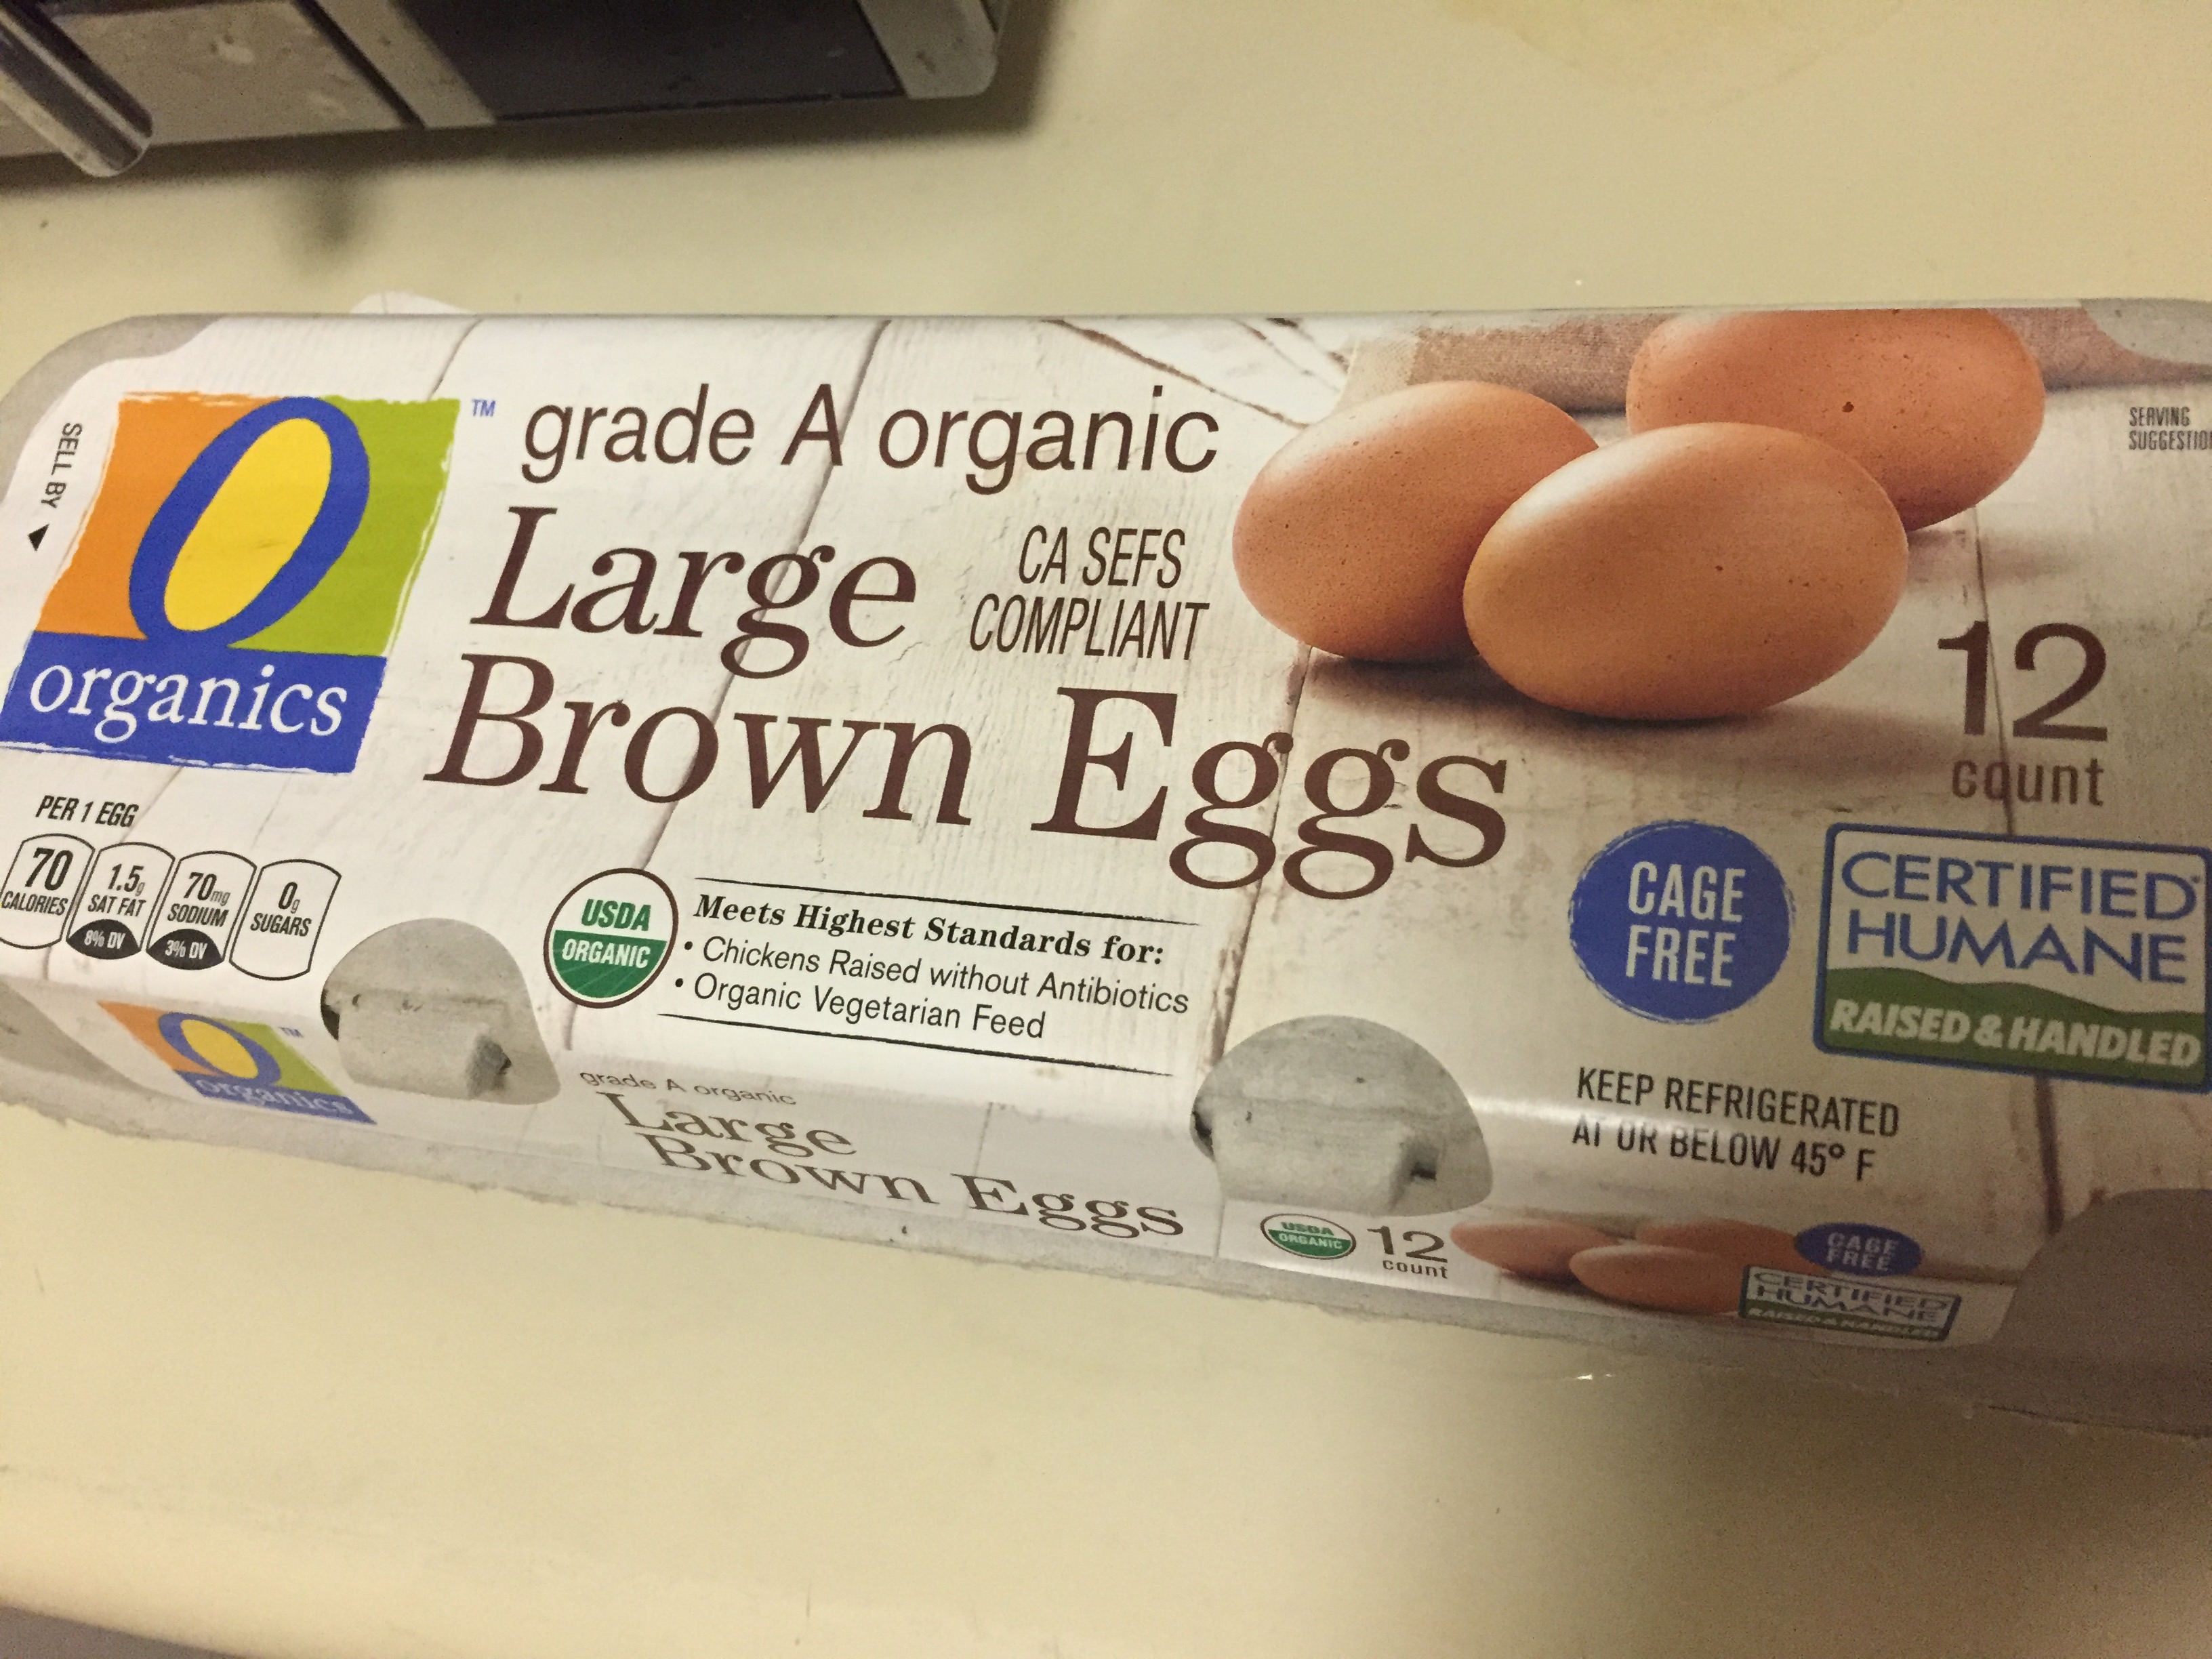 SELL BY
O
organics
™
grade A organic
Large
Brown Eggs
CA SEFS
COMPLIANT
SERVING
12
count
PER 1 EGG
70
CALORIES
1.5g
SAT FAT
8% DV
70mg
SODIUM
3% DV
0g
SUGARS
USDA
ORGANIC
Meets Highest Standards for:
• Chickens Raised without Antibiotics
• Organic Vegetarian Feed
CAGE
FREE
CERTIFIED
HUMANE
RAISED & HANDLED
KEEP REFRIGERATED
AT OR BELOW 45° F
O
™
organics
grade A organic
Large
Brown Eggs
USDA
ORGANIC
12
count
CAGE
FREE
CERTIFIED
HUMANE
RAISED & HANDLED